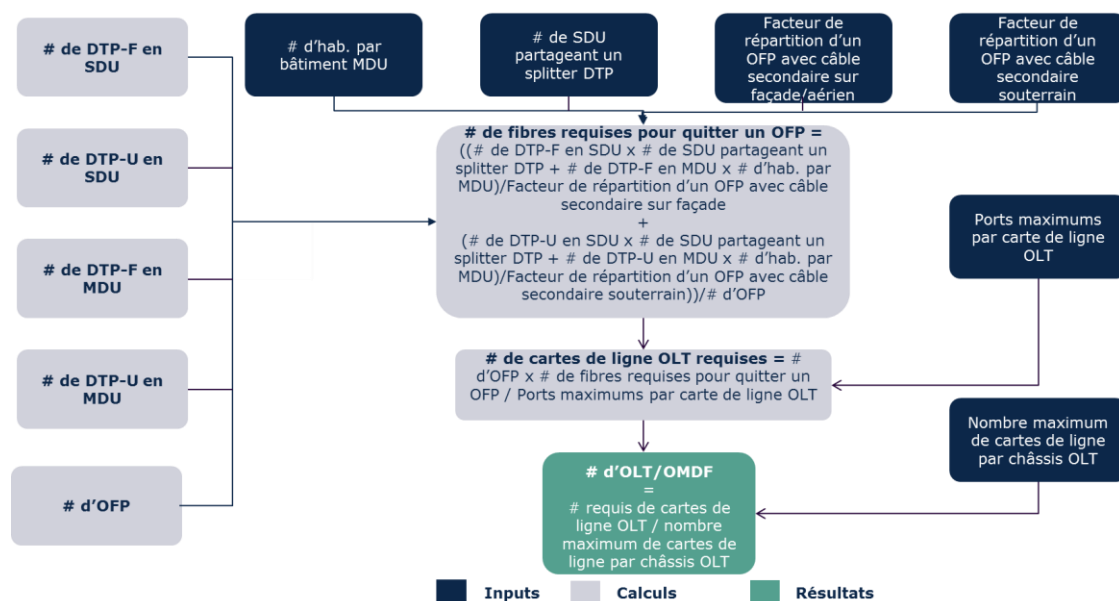 # de DTP-F en
SDU
# d'hab. par
bâtiment MDU
# de SDU
partageant un
splitter DTP
Facteur de
répartition d'un
OFP avec câble
secondaire sur
façade/aérien
Facteur de
répartition d'un
OFP avec câble
secondaire
souterrain
# de DTP-U en
SDU
# de DTP-F en
MDU
# de DTP-U en
MDU
# d'OFP
# de fibres requises pour quitter un OFP =
((# de DTP-F en SDU x # de SDU partageant un
splitter DTP + # de DTP-F en MDU x # d'hab. par
MDU)/Facteur de répartition d'un OFP avec câble
secondaire sur façade
+
(# de DTP-U en SDU x # de SDU partageant un
splitter DTP + # de DTP-U en MDU x # d'hab. par
MDU)/Facteur de répartition d'un OFP avec câble
secondaire souterrain))/# d'OFP
Ports maximums
par carte de ligne
OLT
# de cartes de ligne OLT requises = #
d'OFP x # de fibres requises pour quitter un
OFP / Ports maximums par carte de ligne OLT
Nombre maximum
de cartes de ligne
par châssis OLT
# d'OLT/OMDF
=
# requis de cartes de
ligne OLT / nombre
maximum de cartes de
ligne par châssis OLT
Inputs
Calculs
Résultats